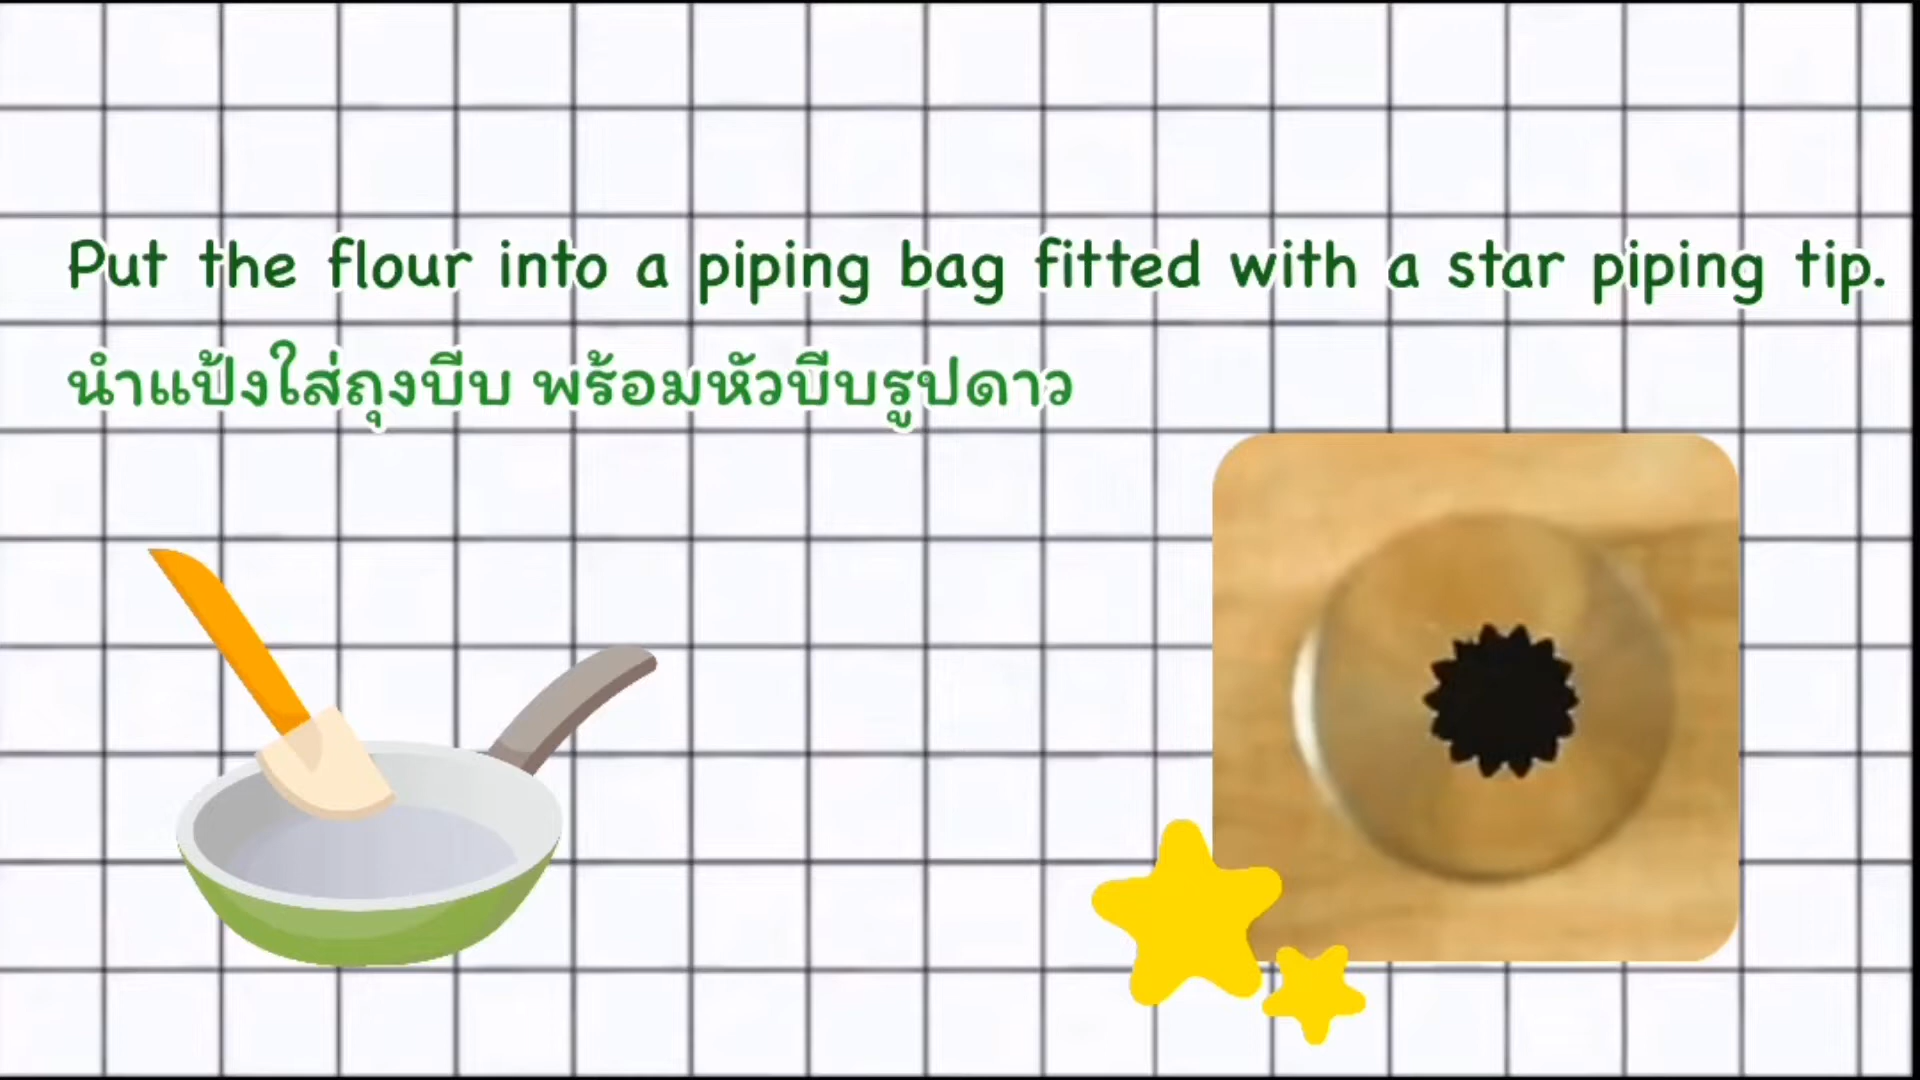 Put the flour into a piping bag fitted with a star piping tip.
นำแป้งใส่ถุงบีบ พร้อมหัวบีบรูปดาว